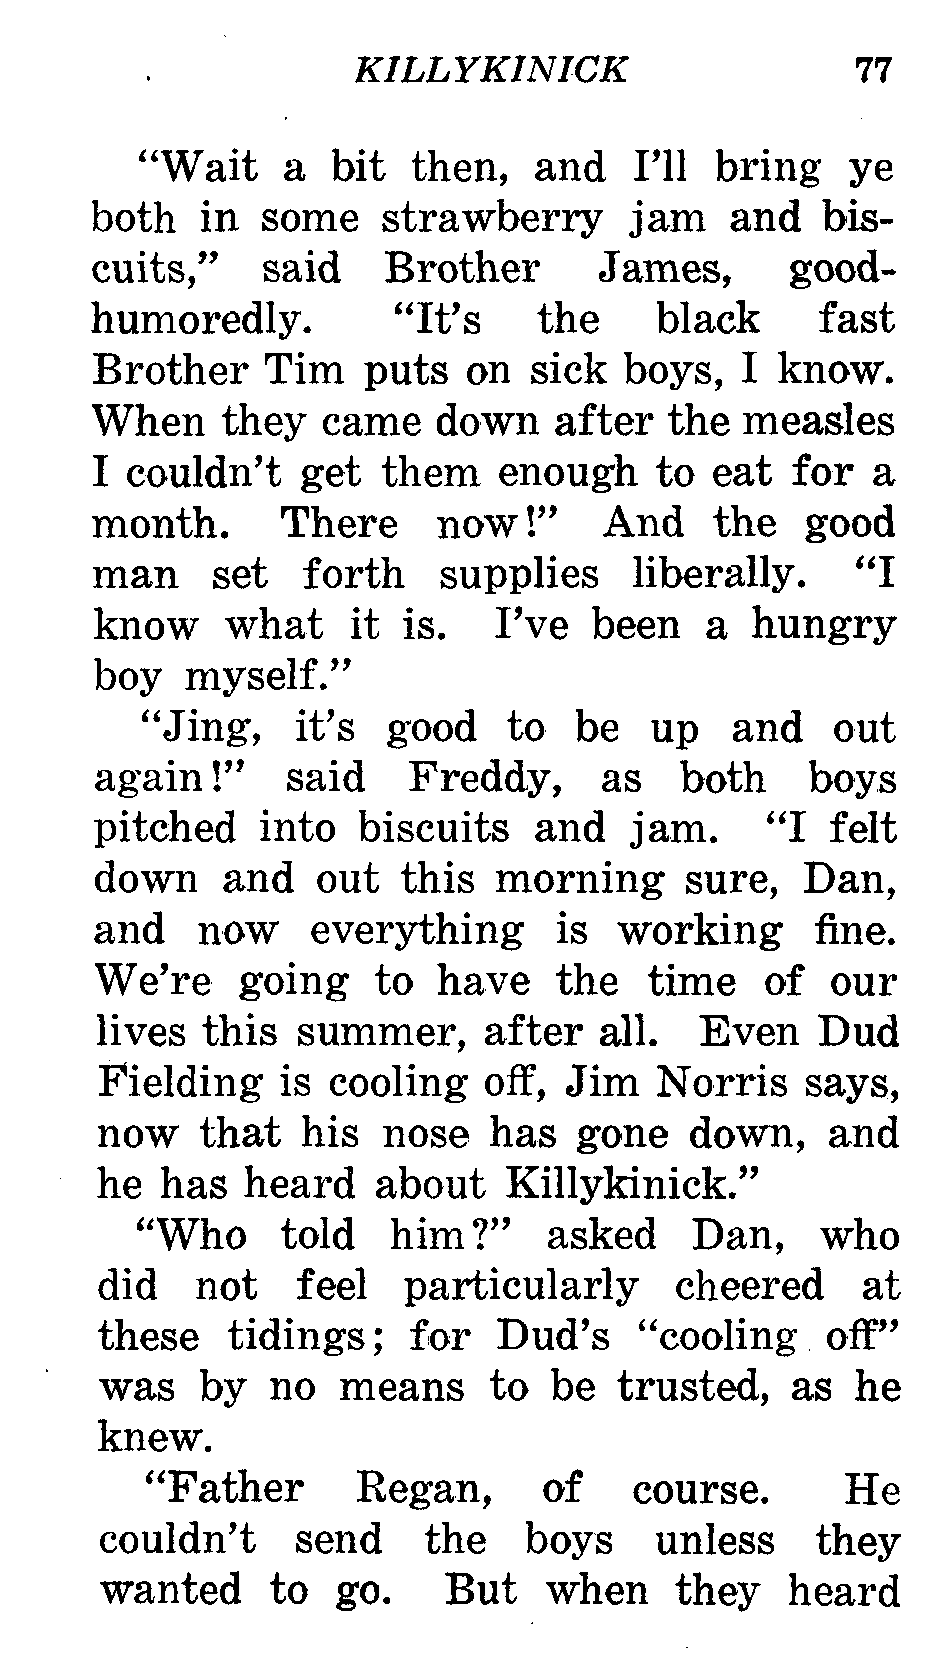 KILLYKINICK 77
"Wait a bit then, and I'll bring ye
both in some strawberry jam and bis-
cuits," said Brother James, good-
humoredly. "It's the black fast
Brother Tim puts on sick boys, I know.
When they came down after the measles
I couldn't get them enough to eat for a
month. There now!" And the good
man set forth supplies liberally. "I
know what it is. I've been a hungry
boy myself."
"Jing, it's good to be up and out
again!" said Freddy, as both boys
pitched into biscuits and jam. "I felt
down and out this morning sure, Dan,
and now everything is working fine.
We're going to have the time of our
lives this summer, after all. Even Dud
Fielding is cooling off, Jim Norris says,
now that his nose has gone down, and
he has heard about Killykinick."
"Who told him?" asked Dan, who
did not feel particularly cheered at
these tidings; for Dud's "cooling off"
was by no means to be trusted, as he
knew.
"Father Regan, of course. He
couldn't send the boys unless they
wanted to go. But when they heard